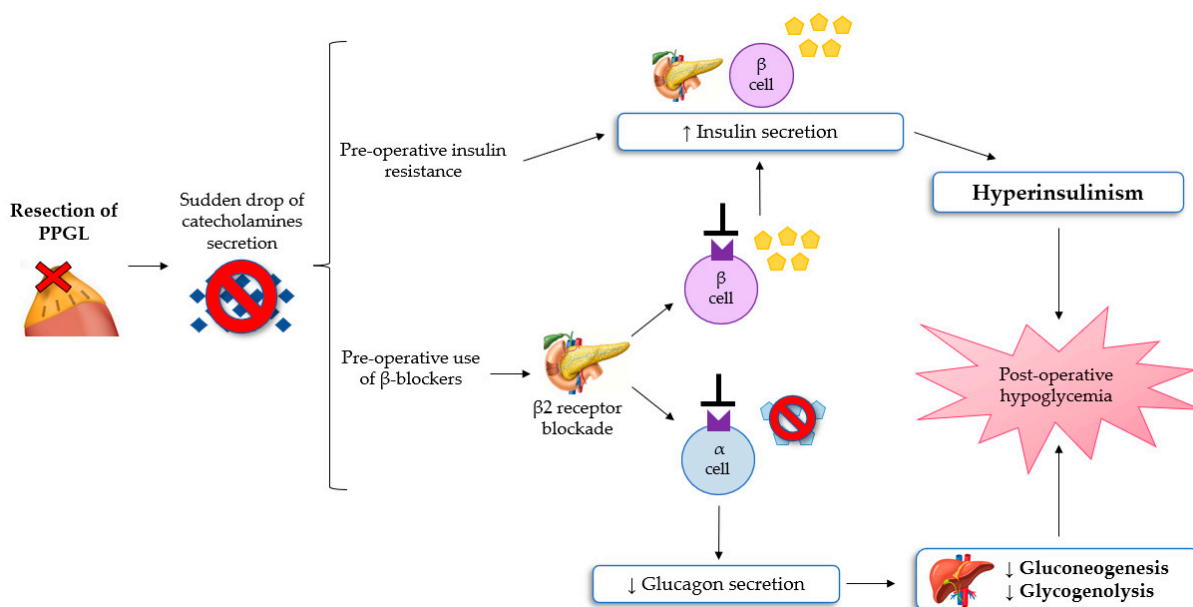 Resection of
PPGL
Sudden drop of
catecholamines
secretion
Pre-operative insulin
resistance
Pre-operative use
of β-blockers
β
cell
↑ Insulin secretion
β
cell
β2 receptor
blockade
α
cell
↓ Glucagon secretion
Hyperinsulinism
Post-operative
hypoglycemia
↓ Gluconeogenesis
↓ Glycogenolysis